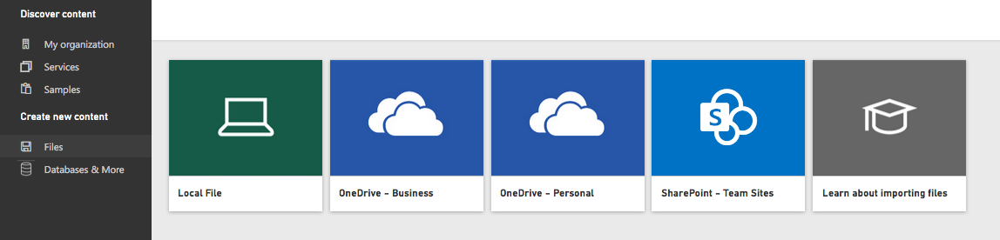 Discover content
My organization
Services
Samples
Create new content
Files
Databases & More
S
Local File
OneDrive – Business
OneDrive – Personal
SharePoint – Team Sites
Learn about importing files